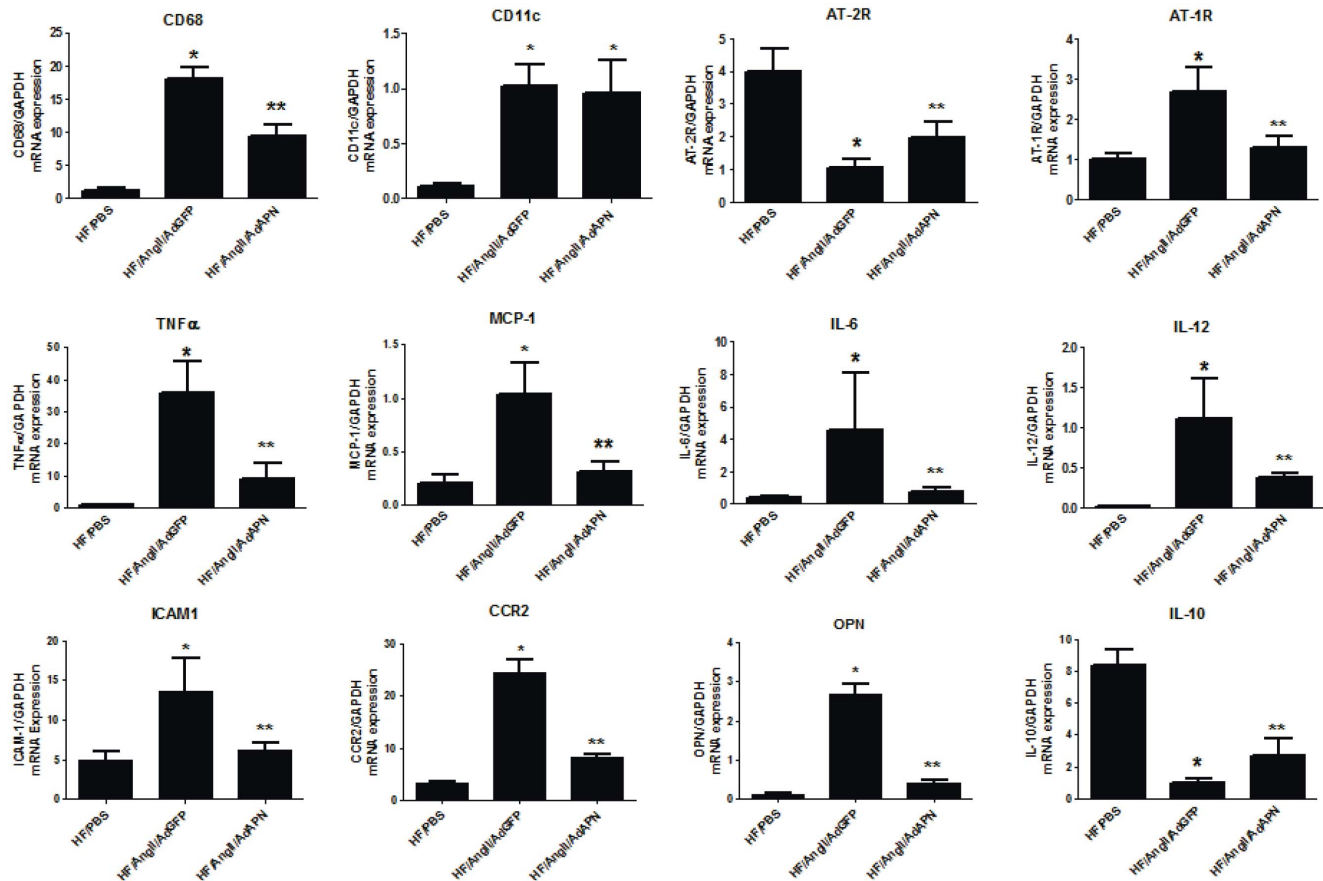 CD68
CD68/GAPDH
mRNA expression
25
20
15
10
5
0
*
**
HF/PBS
HF/AngII/AdGFP
HF/AngII/AdAPN
CD11c
CD11c/GAPDH
mRNA expression
1.5
1.0
0.5
0.0
*
*
HF/PBS
HF/AngII/AdGFP
HF/AngII/AdAPN
AT-2R
AT-2R/GAPDH
mRNA expression
5
4
3
2
1
0
*
**
HF/PBS
HF/AngII/AdGFP
HF/AngII/AdAPN
AT-1R
AT-1R/GAPDH
mRNA expression
4
3
2
1
0
*
**
HF/PBS
HF/AngII/AdGFP
HF/AngII/AdAPN
TNFα
TNFα/GAPDH
mRNA expression
50
40
30
20
10
0
*
**
HF/PBS
HF/AngII/AdGFP
HF/AngII/AdAPN
MCP-1
MCP-1/GAPDH
mRNA expression
1.5
1.0
0.5
0.0
*
**
HF/PBS
HF/AngII/AdGFP
HF/AngII/AdAPN
IL-6
IL-6/GAPDH
mRNA expression
10
8
6
4
2
0
*
**
HF/PBS
HF/AngII/AdGFP
HF/AngII/AdAPN
IL-12
IL-12/GAPDH
mRNA expression
2.0
1.5
1.0
0.5
0.0
*
**
HF/PBS
HF/AngII/AdGFP
HF/AngII/AdAPN
ICAM1
ICAM-1/GAPDH
mRNA Expression
20
15
10
5
0
*
**
HF/PBS
HF/AngII/AdGFP
HF/AngII/AdAPN
CCR2
CCR2/GAPDH
mRNA expression
30
20
10
0
*
**
HF/PBS
HF/AngII/AdGFP
HF/AngII/AdAPN
OPN
OPN/GAPDH
mRNA expression
4
3
2
1
0
*
**
HF/PBS
HF/AngII/AdGFP
HF/AngII/AdAPN
IL-10
IL-10/GAPDH
mRNA expression
10
8
6
4
2
0
*
**
HF/PBS
HF/AngII/AdGFP
HF/AngII/AdAPN